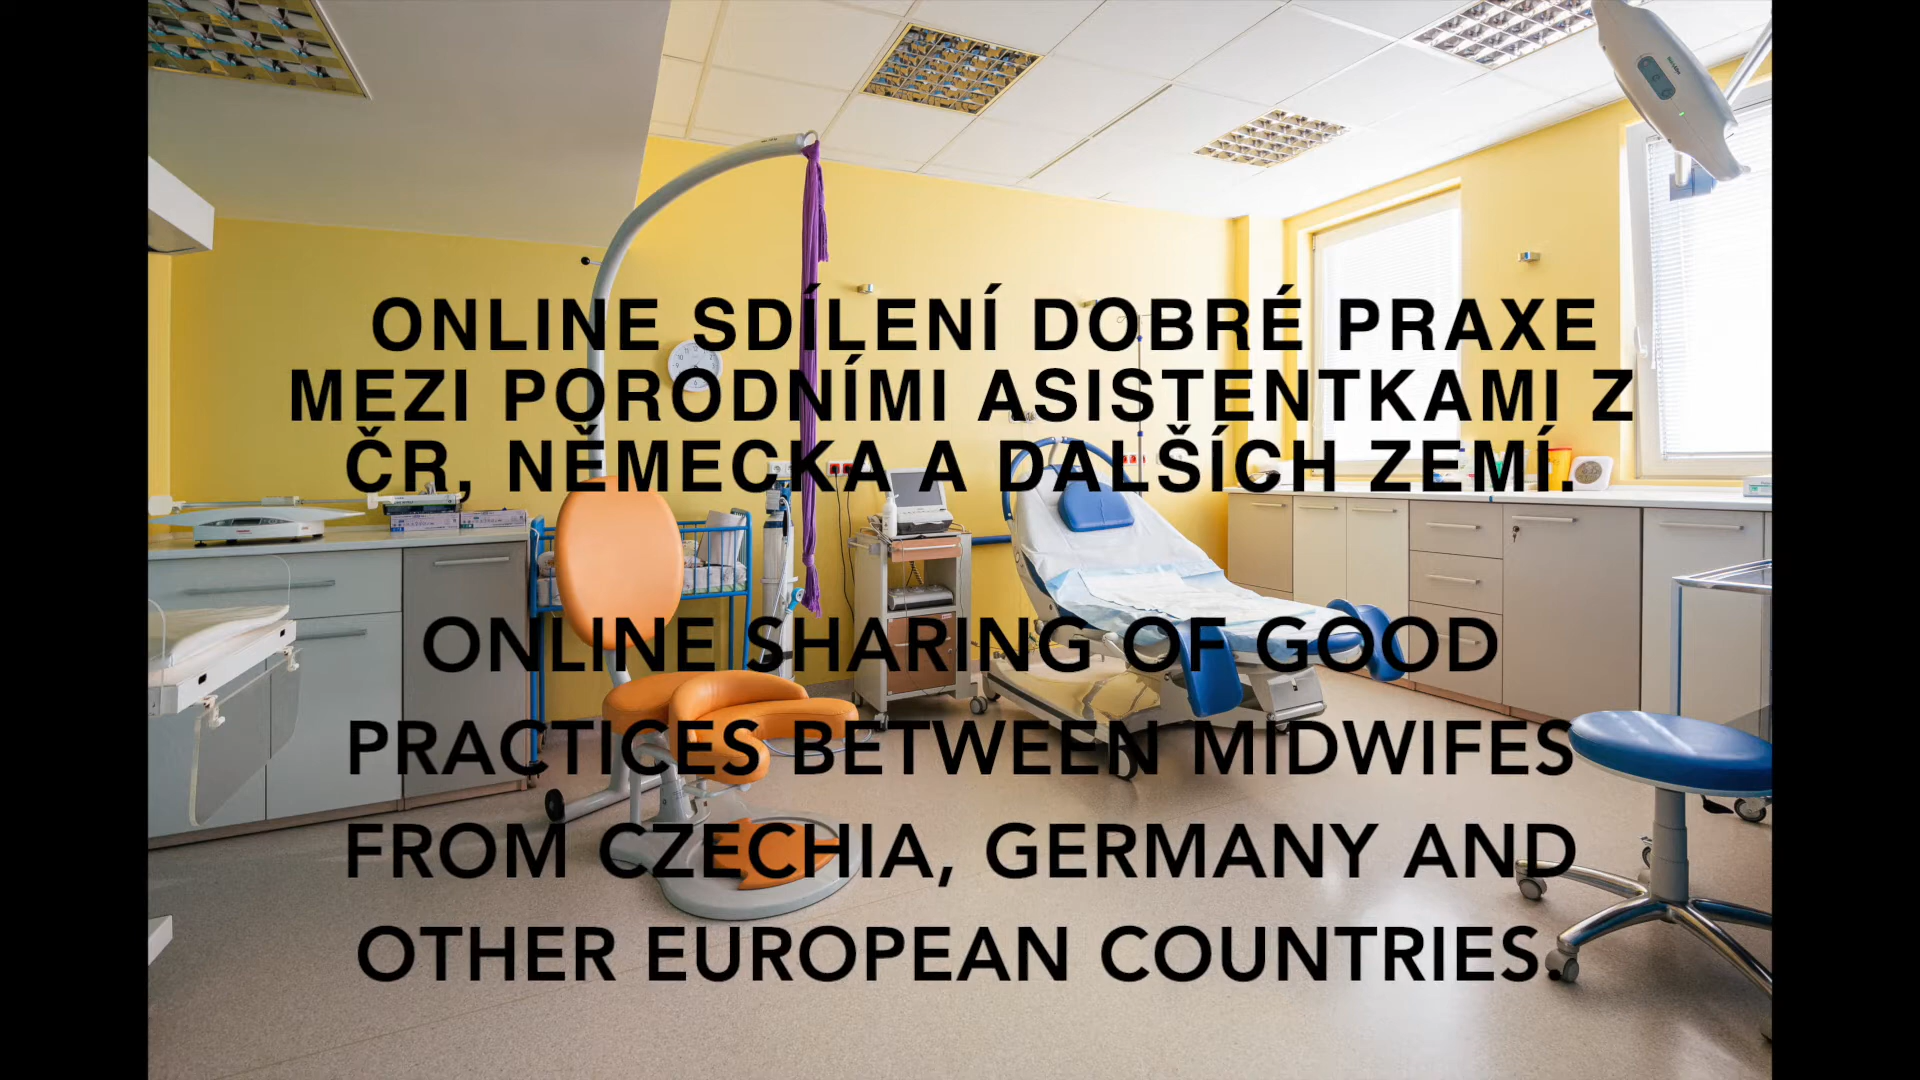 ONLINE SDÍLENÍ DOBRÉ PRAXE
MEZI PORODNÍMI ASISTENTKAMI Z
ČR, NĚMECKA A DALŠÍCH ZEMÍ.
ONLINE SHARING OF GOOD
PRACTICES BETWEEN MIDWIFES
FROM CZECHIA, GERMANY AND
OTHER EUROPEAN COUNTRIES.